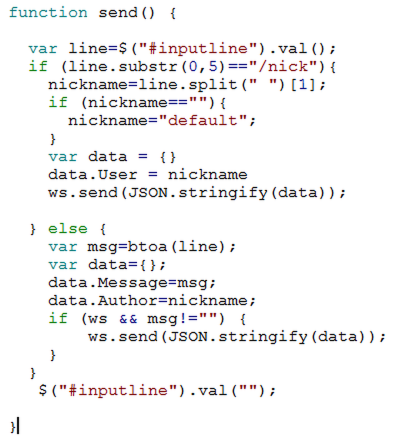 function send() {
var line=$("#inputline").val();
if (line.substr(0,5)=="/nick"){
nickname=line.split(" ")[1];
if (nickname==""){
nickname="default";
}
var data = {}
data.User = nickname
ws.send(JSON.stringify(data));
} else {
var msg=btoa(line);
var data={};
data.Message=msg;
data.Author=nickname;
if (ws && msg!="") {
ws.send(JSON.stringify(data));
}
}
$("#inputline").val("");
}